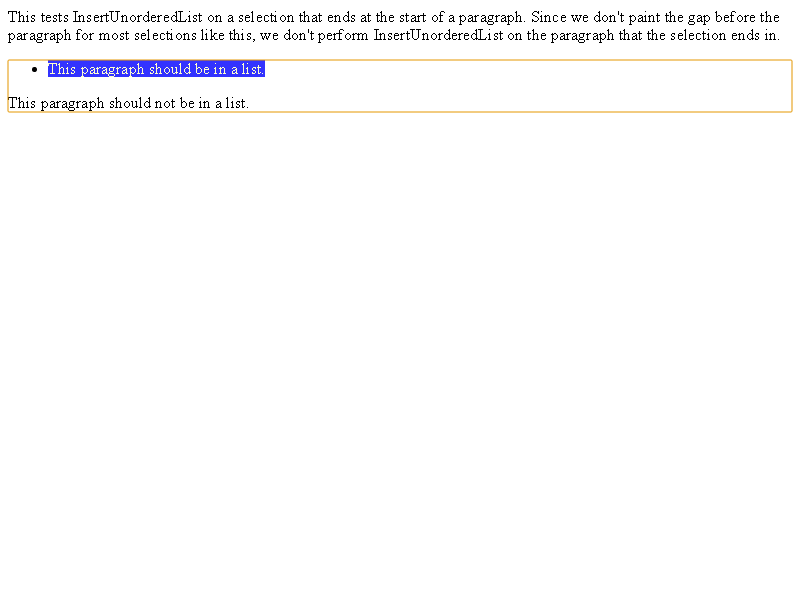 This tests InsertUnorderedList on a selection that ends at the start of a paragraph. Since we don't paint the gap before the
paragraph for most selections like this, we don't perform InsertUnorderedList on the paragraph that the selection ends in.
• This paragraph should be in a list.
This paragraph should not be in a list.